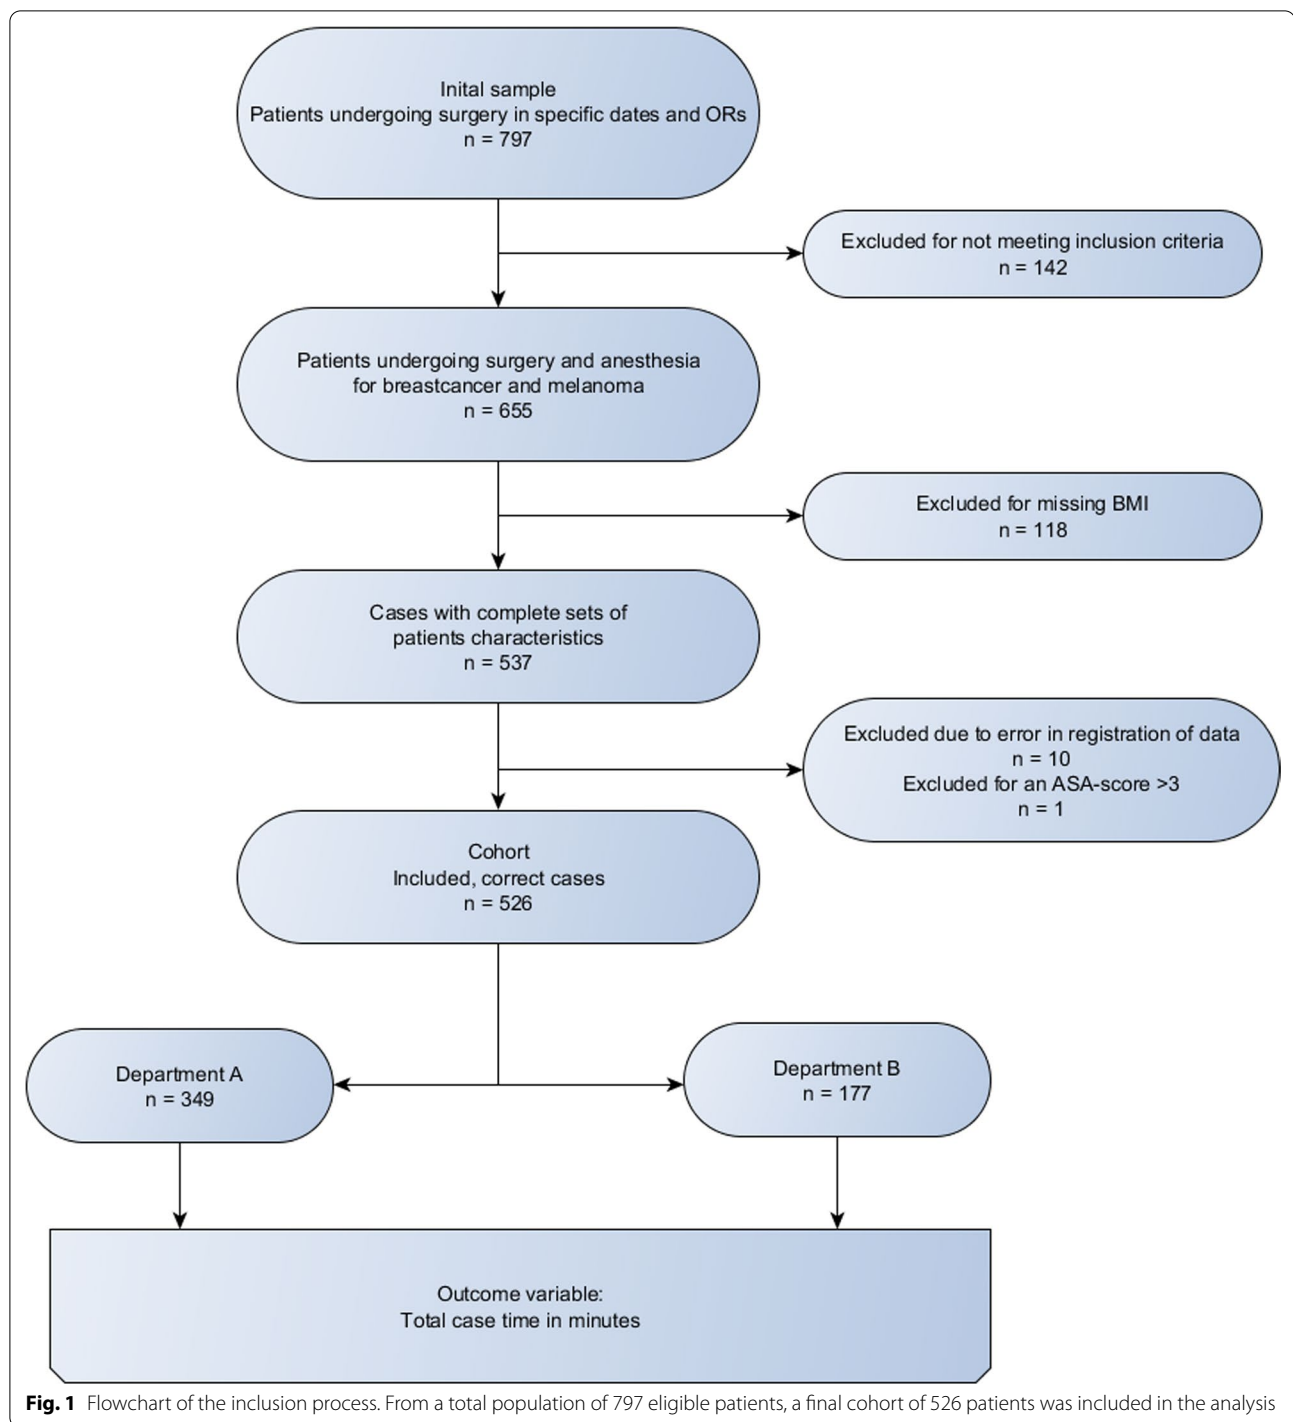 Inital sample
Patients undergoing surgery in specific dates and ORs
n = 797
Excluded for not meeting inclusion criteria
n = 142
Patients undergoing surgery and anesthesia
for breastcancer and melanoma
n = 655
Excluded for missing BMI
n = 118
Cases with complete sets of
patients characteristics
n = 537
Excluded due to error in registration of data
n = 10
Excluded for an ASA-score >3
n = 1
Cohort
Included, correct cases
n = 526
Department A
n = 349
Department B
n = 177
Outcome variable:
Total case time in minutes
Fig. 1 Flowchart of the inclusion process. From a total population of 797 eligible patients, a final cohort of 526 patients was included in the analysis